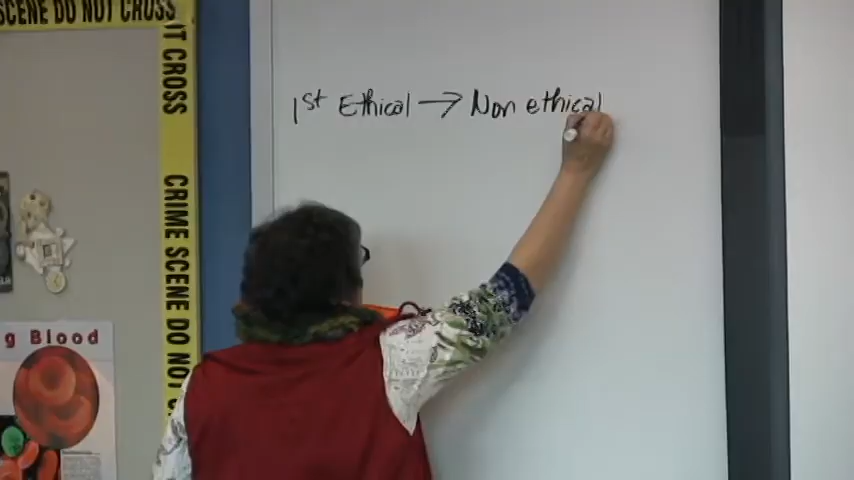 SCENE DO NOT CROSS
IT CROSS
CRIME SCENE DO NOT
1st Ethical → Non ethical
g Blood